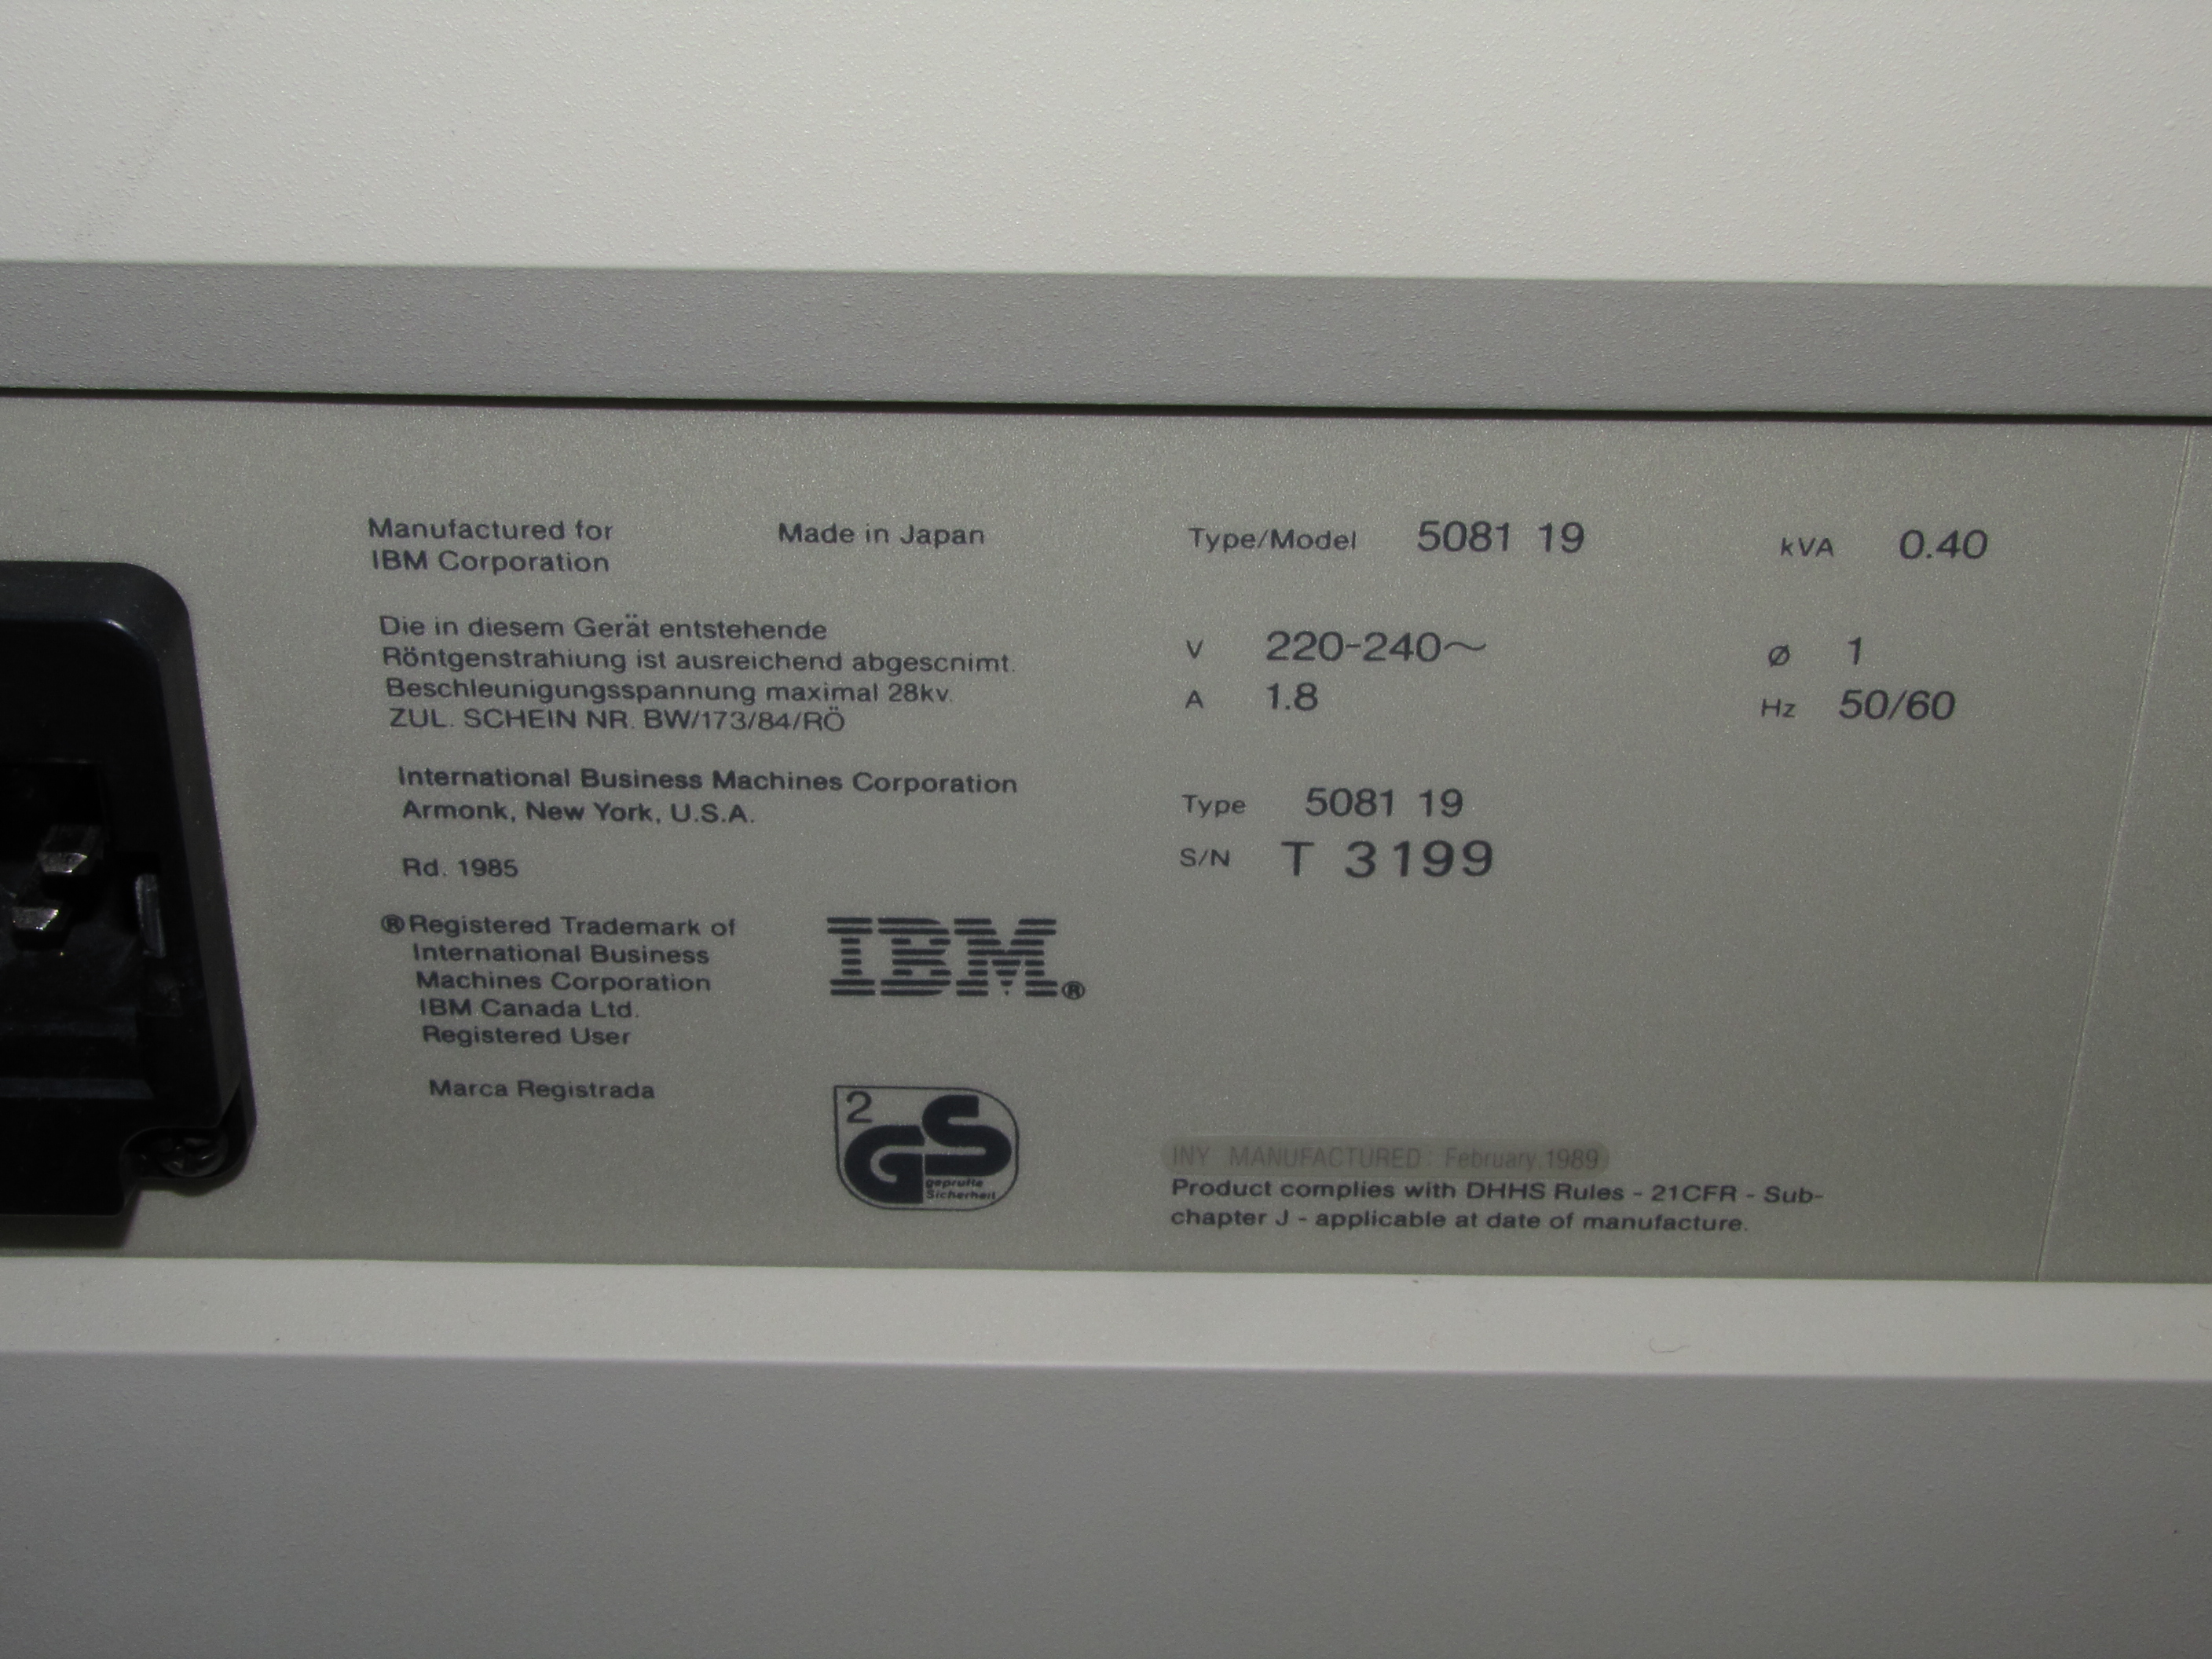 Manufactured for
IBM Corporation
Made in Japan
Die in diesem Gerät entstehende
Röntgenstrahiung ist ausreichend abgescnimt.
Beschleunigungsspannung maximal 28kv.
ZUL. SCHEIN NR. BW/173/84/RÖ
International Business Machines Corporation
Armonk, New York, U.S.A.
Rd. 1985
®Registered Trademark of
International Business
Machines Corporation
IBM Canada Ltd.
Registered User
Marca Registrada
IBM®
2
GS
geprufte
Sicherheit
Type/Model 5081 19 kVA 0.40
V 220-240~ Ø 1
A 1.8 Hz 50/60
Type 5081 19
S/N T 3199
INY MANUFACTURED: February, 1989
Product complies with DHHS Rules - 21CFR - Sub-
chapter J - applicable at date of manufacture.